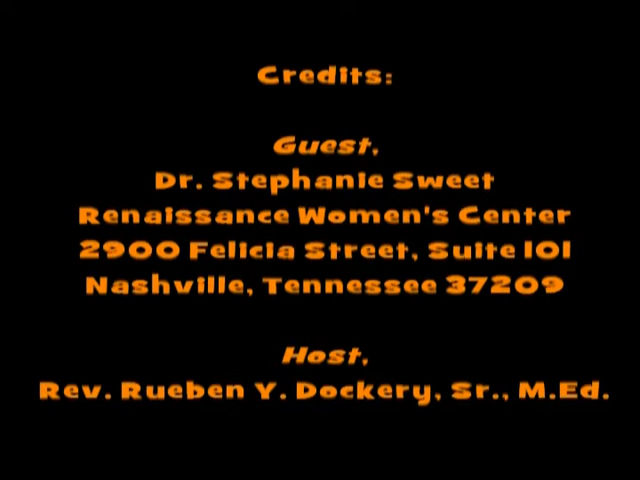 Credits:
Guest,
Dr. Stephanie Sweet
Renaissance Women's Center
2900 Felicia Street, Suite 101
Nashville, Tennessee 37209
Host,
Rev. Rueben Y. Dockery, Sr., M.Ed.